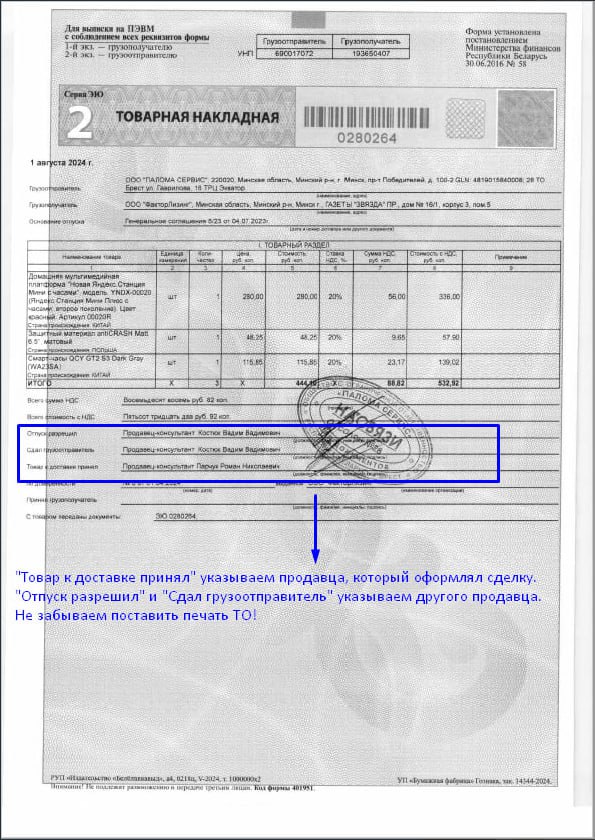 Для выписки на ПЭВМ
с соблюдением всех реквизитов формы
1-й экз. — грузополучателю
2-й экз. — грузоотправителю
УНП
Грузоотправитель Грузополучатель
690017072 193650407
Форма установлена
постановлением
Министерства финансов
Республики Беларусь
30.06.2016 № 58
Серия ЭЮ
2 ТОВАРНАЯ НАКЛАДНАЯ
0280264
1 августа 2024 г.
Грузоотправитель ООО "ПАЛОМА СЕРВИС", 220020, Минская область, Минский р-н, г. Минск, пр-т Победителей, д. 100-2 GLN: 4819015840008; 28 ТО
Брест ул. Гаврилова, 16 ТРЦ Экватор
(наименование, адрес)
Грузополучатель ООО "ФакторЛизинг", Минская область, Минский р-н, Минск г., ГАЗЕТЫ "ЗВЯЗДА" ПР., дом № 16/1, корпус 3, пом.5
(наименование, адрес)
Основание отпуска Генеральное соглашение 8/23 от 04.07.2023г.
(дата и номер договора или другого документа)
I. ТОВАРНЫЙ РАЗДЕЛ
Наименование товара Единица измерения Коли- чество Цена, руб. коп. Стоимость, руб. коп. Ставка НДС, % Сумма НДС, руб. коп. Стоимость с НДС, руб. коп. Примечание
1 2 3 4 5 6 7 8 9
Домашняя мультимедийная
платформа "Новая Яндекс.Станция
Мини с часами", модель YNDX-00020
(Яндекс.Станция Мини Плюс с
часами, второе поколение). Цвет
красный. Артикул 00020R
шт 1 280,00 280,00 20% 56,00 336,00
Страна происхождения: КИТАЙ
Защитный материал antiCRASH Matt
6.5", матовый
шт 1 48,25 48,25 20% 9,65 57,90
Страна происхождения: ПОЛЬША
Смарт-часы QCY GT2 S3 Dark Gray
(WA23SA)
шт 1 115,85 115,85 20% 23,17 139,02
Страна происхождения: КИТАЙ
ИТОГО X 3 X 444,10 X 88,82 532,92
Всего сумма НДС Восемьдесят восемь руб. 82 коп.
Всего стоимость с НДС Пятьсот тридцать два руб. 92 коп.
"ПАЛОМА СЕРВИС"
НА СВЯЗИ
Отпуск разрешил Продавец-консультант Костюк Вадим Вадимович
Сдал грузоотправитель Продавец-консультант Костюк Вадим Вадимович
Товар к доставке принял Продавец-консультант Парчук Роман Николаевич
(номер, дата)
(наименование организации)
Принял грузополучатель
(должность, фамилия, инициалы, подпись)
С товаром переданы документы: ЭЮ 0280264,
"Товар к доставке принял" указываем продавца, который оформлял сделку.
"Отпуск разрешил" и "Сдал грузоотправитель" указываем другого продавца.
Не забываем поставить печать ТО!
РУП «Издательство «Белбланкавыд», а4, 0218ц, V-2024, т. 1000000x2
УП «Бумажная фабрика» Гознака, зак. 14344-2024.
Внимание! Не подлежит размножению и передаче третьим лицам. Код формы 401951.